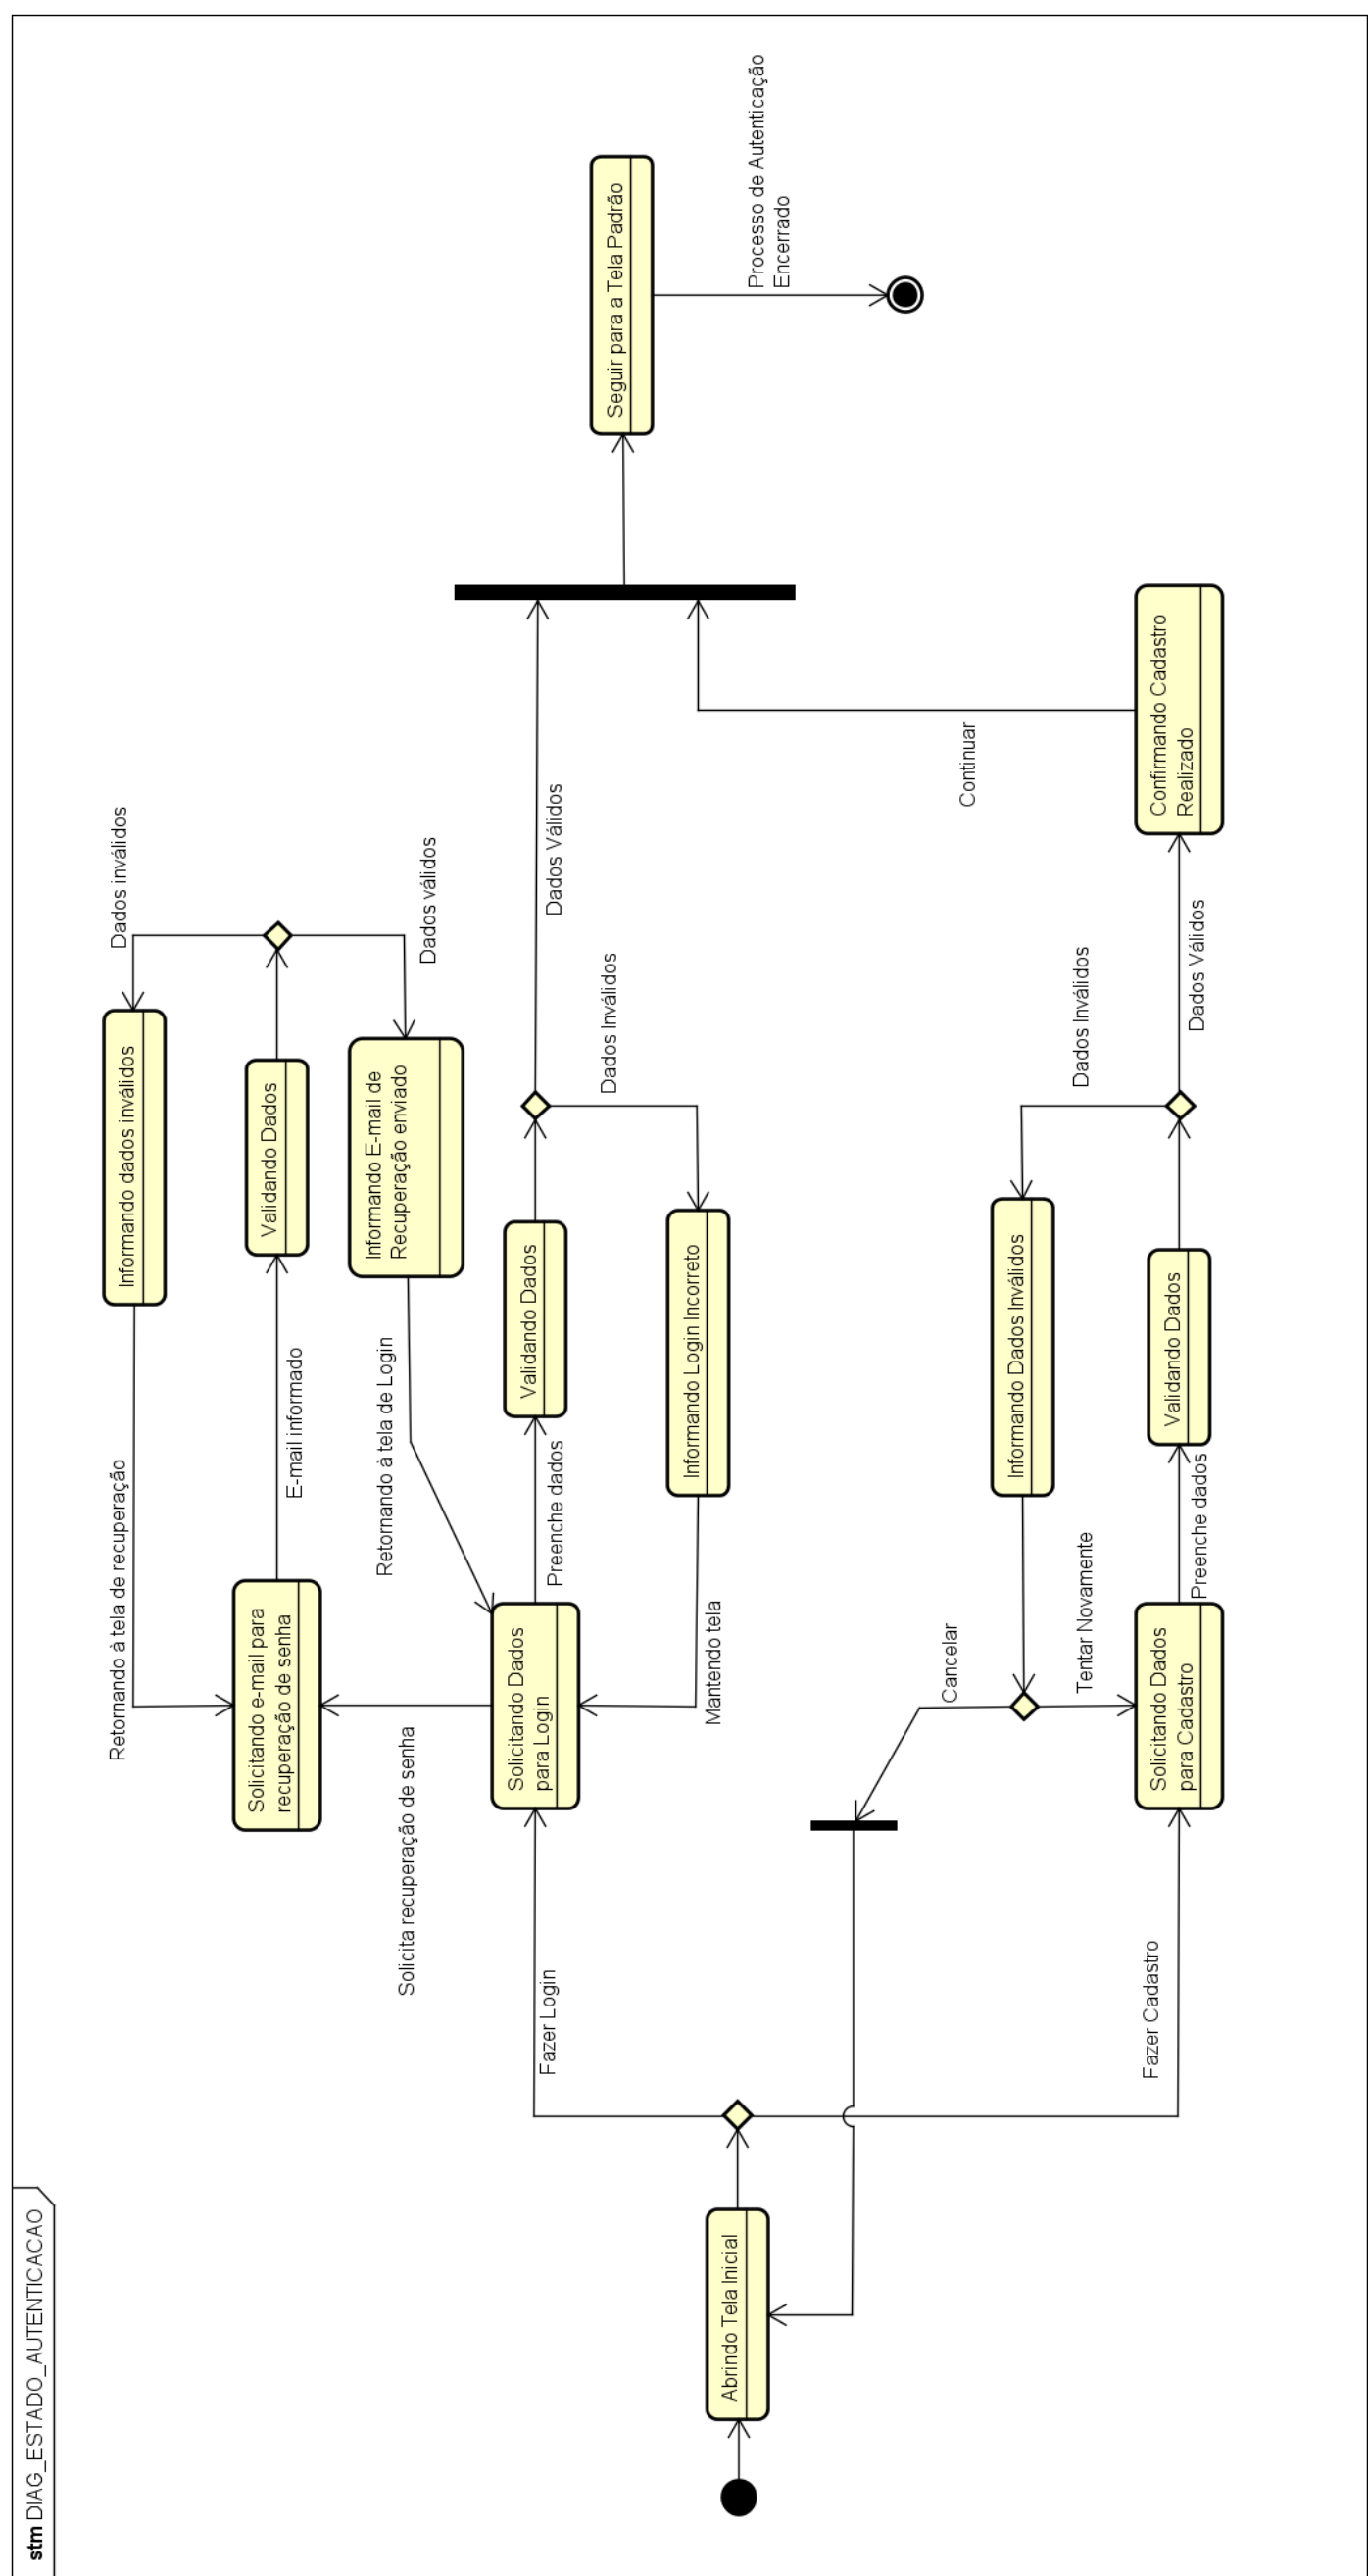 stm DIAG_ESTADO_AUTENTICACAO
Retornando à tela de recuperação
Informando dados inválidos
Dados inválidos
Solicitando e-mail para
recuperação de senha
E-mail informado
Validando Dados
Informando E-mail de
Recuperação enviado
Dados válidos
Retornando à tela de Login
Solicita recuperação de senha
Fazer Login
Solicitando Dados
para Login
Preenche dados
Validando Dados
Dados Válidos
Dados Inválidos
Informando Login Incorreto
Mantendo tela
Seguir para a Tela Padrão
Processo de Autenticação
Encerrado
Abrindo Tela Inicial
Cancelar
Continuar
Informando Dados Inválidos
Dados Inválidos
Tentar Novamente
Fazer Cadastro
Solicitando Dados
para Cadastro
Preenche dados
Validando Dados
Dados Válidos
Confirmando Cadastro
Realizado